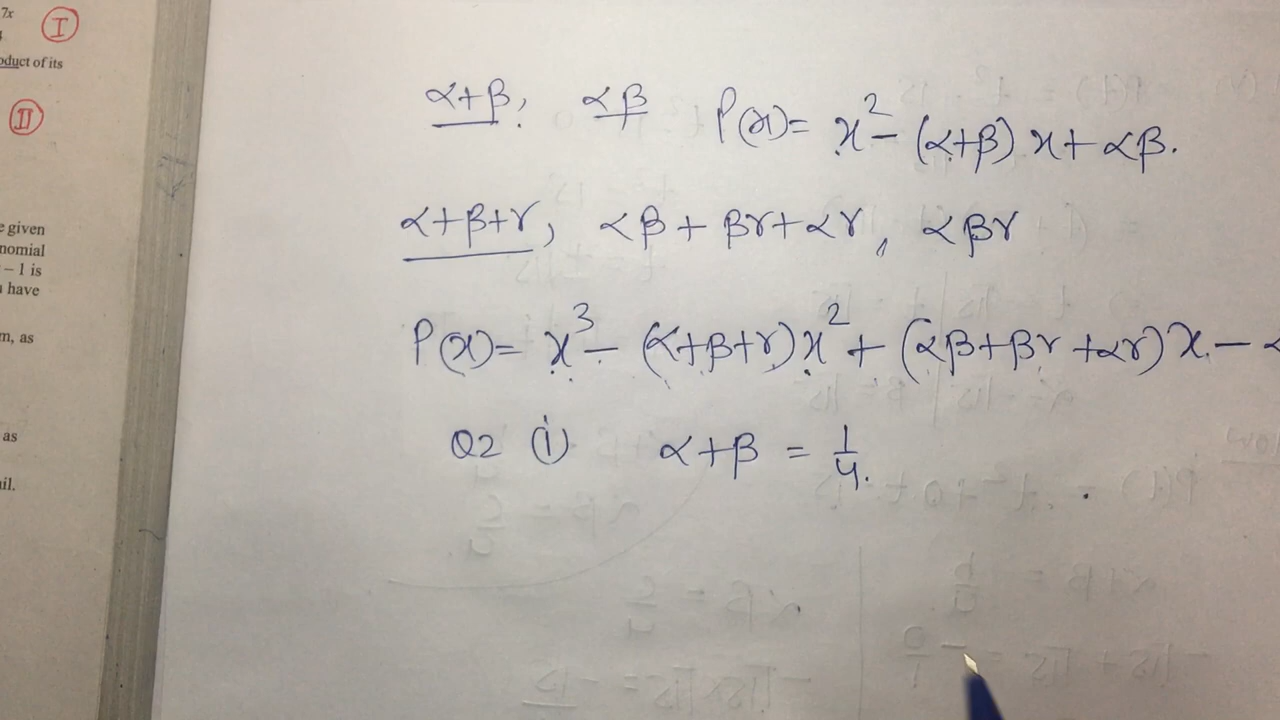 7x
I
oduct of its
II
α+β, αβ P(x)= x² - (α+β) x + αβ.
α+β+γ, αβ + βγ + αγ, αβγ
e given
nomial
– 1 is
have
m, as
P(x)= x³ - (α+β+γ)x² + (αβ+βγ+αγ)x - α
Q2 (i) α+β = 1/4.
as
il.